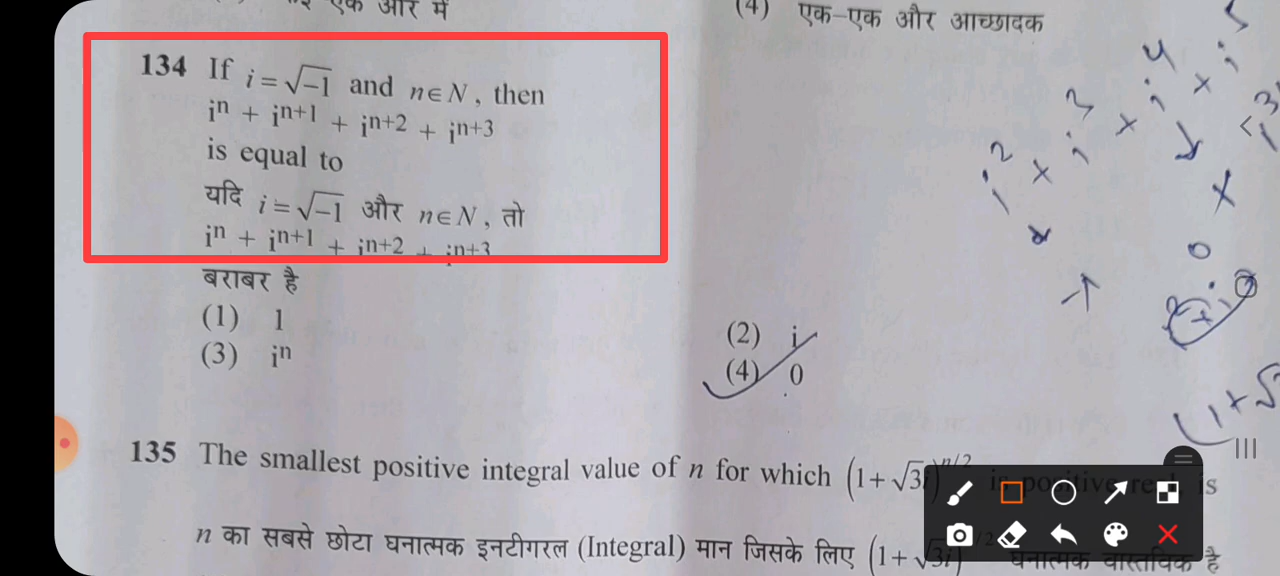 (4) एक-एक और आच्छादक
134 If i = √-1 and n∈N, then
iⁿ + iⁿ⁺¹ + iⁿ⁺² + iⁿ⁺³
is equal to
यदि i = √-1 और n∈N, तो
iⁿ + iⁿ⁺¹ + iⁿ⁺² + iⁿ⁺³
बराबर है
(1) 1
(2) i
(3) iⁿ
(4) 0
135 The smallest positive integral value of n for which (1+√3i)ⁿ/² is positive real, is
n का सबसे छोटा घनात्मक इनटीगरल (Integral) मान जिसके लिए (1+√3i) घनात्मक वास्तविक है